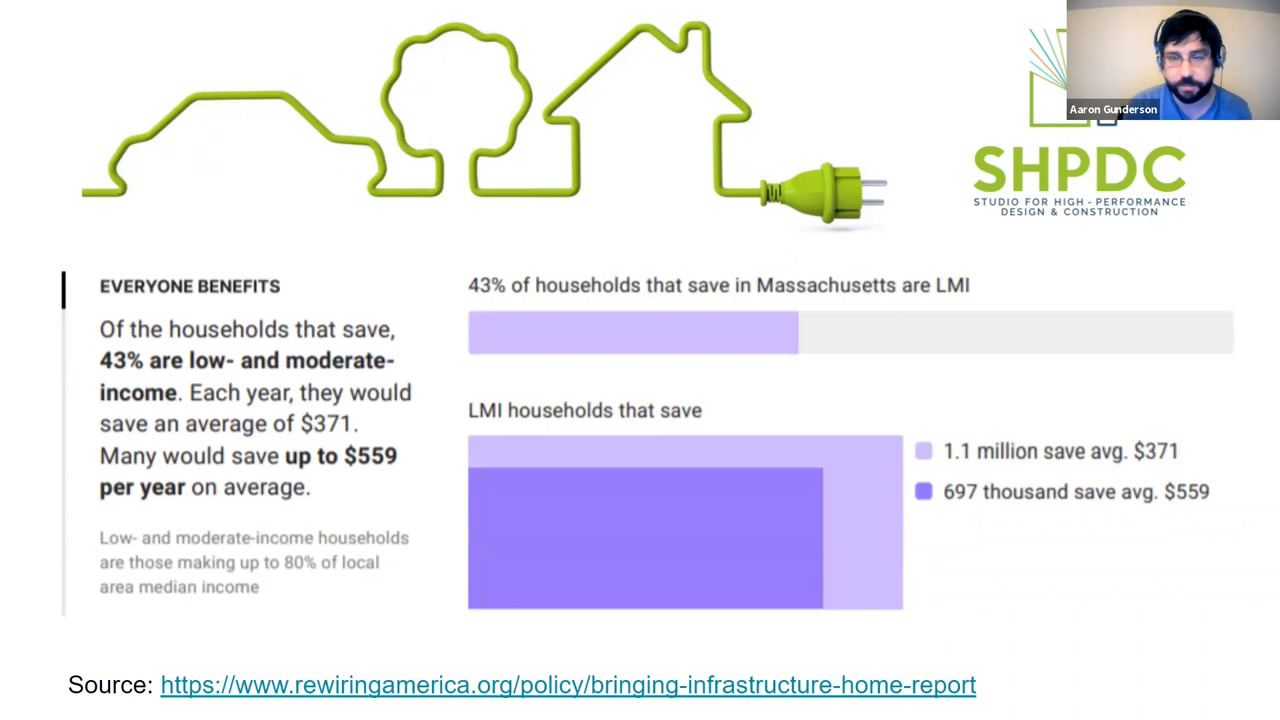 Aaron Gunderson
SHPDC
STUDIO FOR HIGH - PERFORMANCE
DESIGN & CONSTRUCTION
EVERYONE BENEFITS
Of the households that save,
43% are low- and moderate-
income. Each year, they would
save an average of $371.
Many would save up to $559
per year on average.
Low- and moderate-income households
are those making up to 80% of local
area median income
43% of households that save in Massachusetts are LMI
LMI households that save
1.1 million save avg. $371
697 thousand save avg. $559
Source: https://www.rewiringamerica.org/policy/bringing-infrastructure-home-report